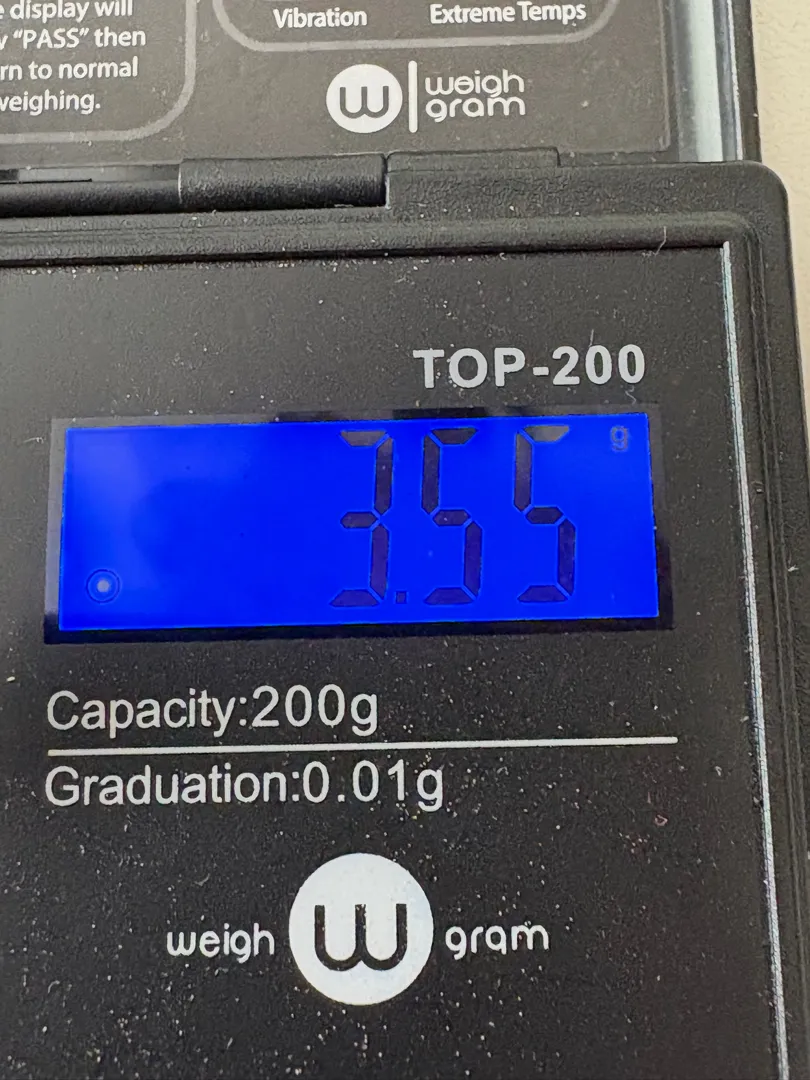 display will
"PASS" then
to normal
weighing.
Vibration
Extreme Temps
W
weigh
gram
TOP-200
3.55 g
Capacity:200g
Graduation:0.01g
weigh W gram